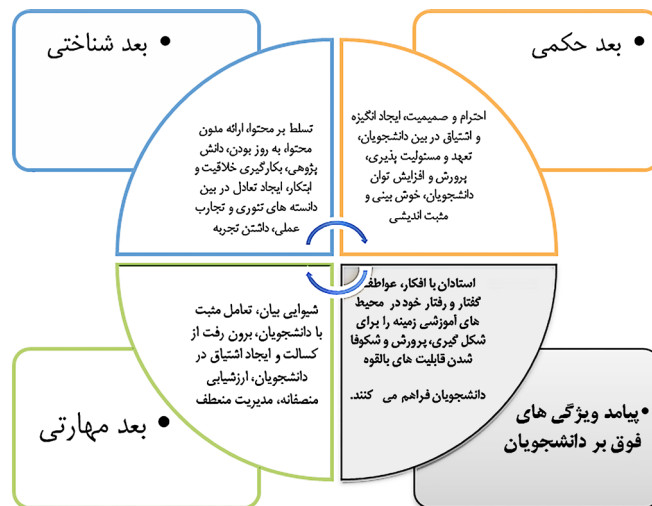 • بعد حکمی
احترام و صمیمیت، ایجاد انگیزه
و اشتیاق در بین دانشجویان،
تعهد و مسئولیت پذیری،
پرورش و افزایش توان
دانشجویان، خوش بینی و
مثبت اندیشی
• بعد شناختی
تسلط بر محتوا، ارائه مدون
محتوا، به روز بودن، دانش
پژوهی، بکارگیری خلاقیت و
ابتکار، ایجاد تعادل در بین
دانسته های تئوری و تجارب
عملی، داشتن تجربه
استادان با افکار، عواطف
گفتار و رفتار خود در محیط
های آموزشی زمینه را برای
شکل گیری، پرورش و شکوفا
شدن قابلیت های بالقوه
دانشجویان فراهم می کنند.
• پیامد ویژگی های
فوق بر دانشجویان
شیوایی بیان، تعامل مثبت
با دانشجویان، برون رفت از
کسالت و ایجاد اشتیاق در
دانشجویان، ارزشیابی
منصفانه، مدیریت منعطف
• بعد مهارتی